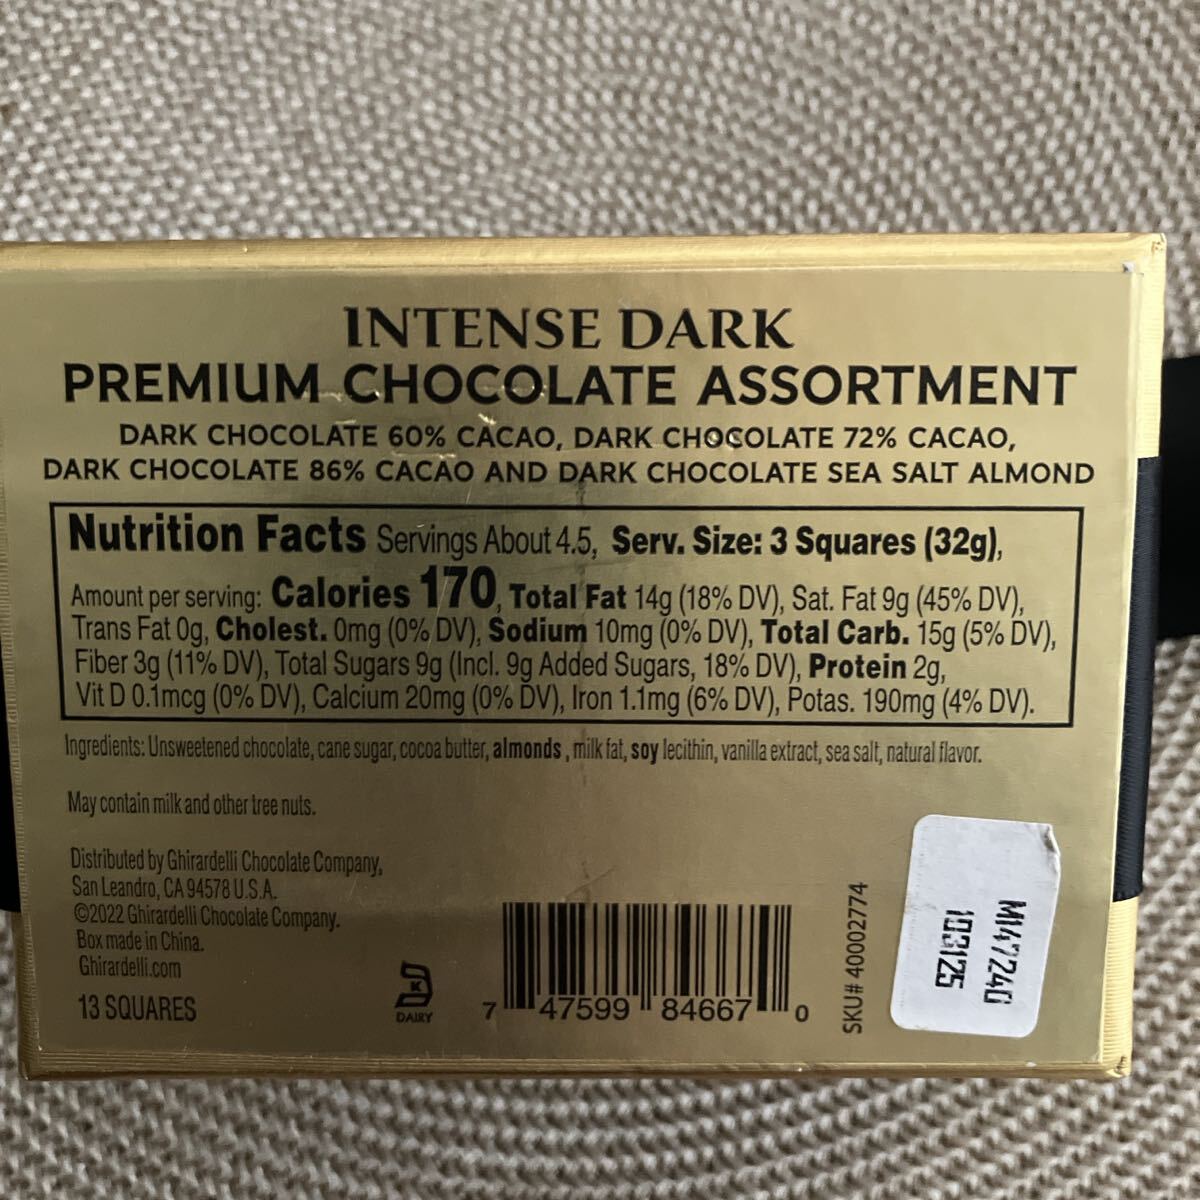 INTENSE DARK
PREMIUM CHOCOLATE ASSORTMENT
DARK CHOCOLATE 60% CACAO, DARK CHOCOLATE 72% CACAO,
DARK CHOCOLATE 86% CACAO AND DARK CHOCOLATE SEA SALT ALMOND
Nutrition Facts Servings About 4.5, Serv. Size: 3 Squares (32g),
Amount per serving: Calories 170, Total Fat 14g (18% DV), Sat. Fat 9g (45% DV),
Trans Fat 0g, Cholest. 0mg (0% DV), Sodium 10mg (0% DV), Total Carb. 15g (5% DV),
Fiber 3g (11% DV), Total Sugars 9g (Incl. 9g Added Sugars, 18% DV), Protein 2g,
Vit D 0.1mcg (0% DV), Calcium 20mg (0% DV), Iron 1.1mg (6% DV), Potas. 190mg (4% DV).
Ingredients: Unsweetened chocolate, cane sugar, cocoa butter, almonds , milk fat, soy lecithin, vanilla extract, sea salt, natural flavor.
May contain milk and other tree nuts.
Distributed by Ghirardelli Chocolate Company,
San Leandro, CA 94578 U.S.A.
©2022 Ghirardelli Chocolate Company.
Box made in China.
Ghirardelli.com
13 SQUARES
K
DAIRY
7 47599 84667 0
SKU# 40002774
M147240
103125